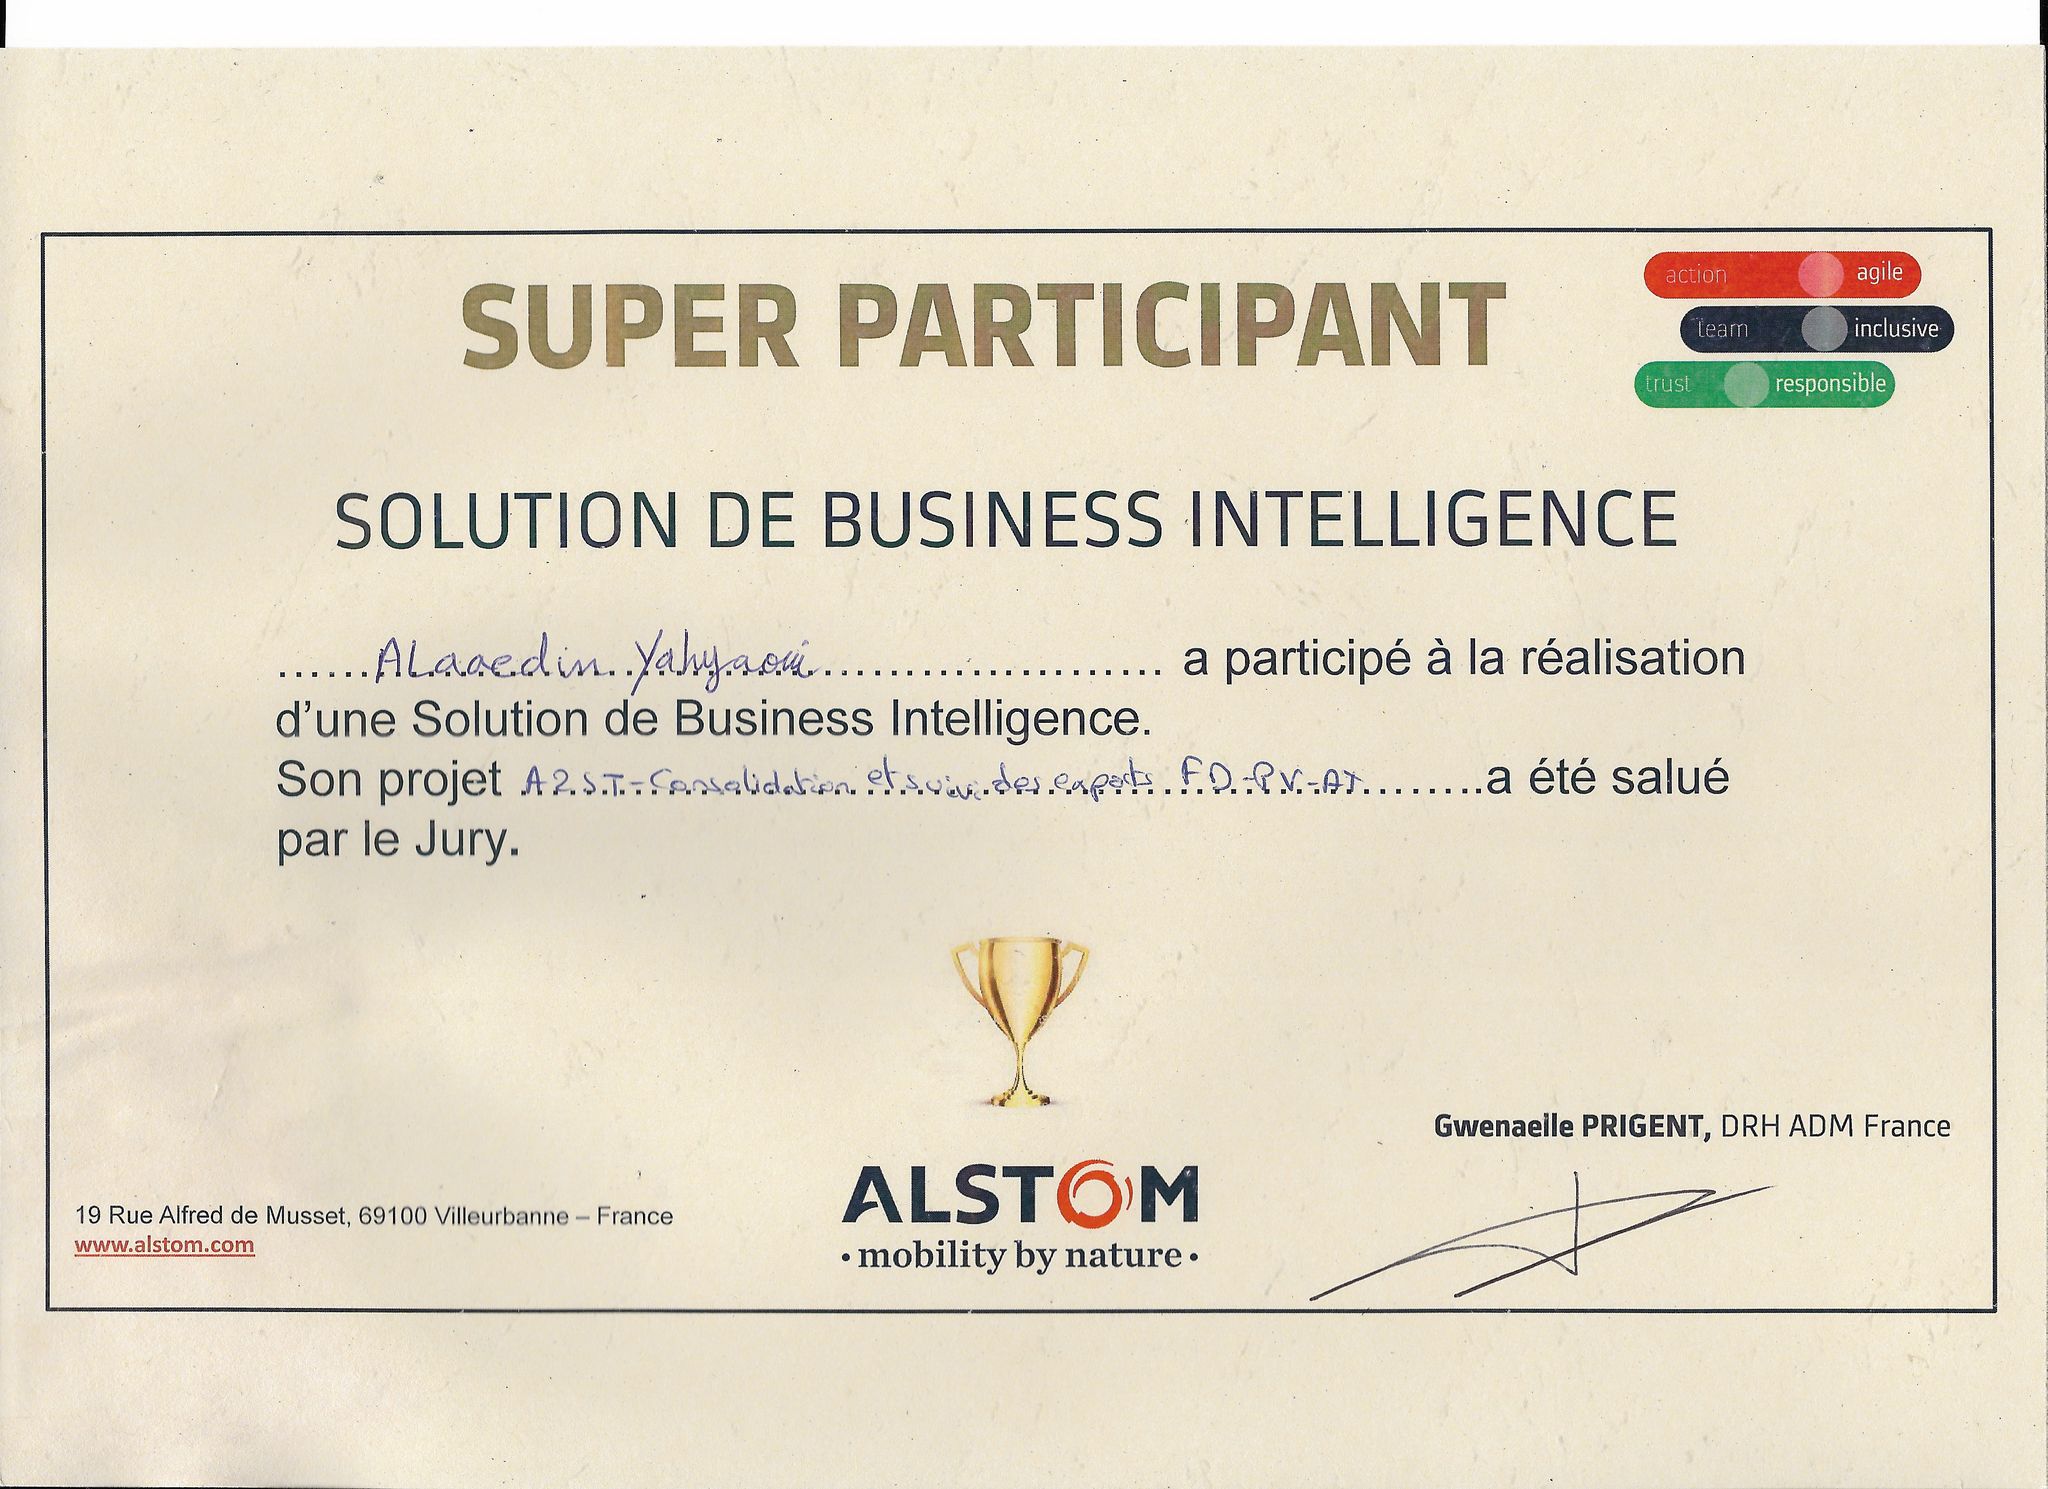 SUPER PARTICIPANT
action agile
team inclusive
trust responsible
SOLUTION DE BUSINESS INTELLIGENCE
......ALaaedin Yahyaoui...................... a participé à la réalisation
d’une Solution de Business Intelligence.
Son projet A2ST-Consolidation et suivi des experts FD-PV-AT........a été salué
par le Jury.
Gwenaelle PRIGENT, DRH ADM France
ALSTOM
•mobility by nature•
19 Rue Alfred de Musset, 69100 Villeurbanne – France
www.alstom.com